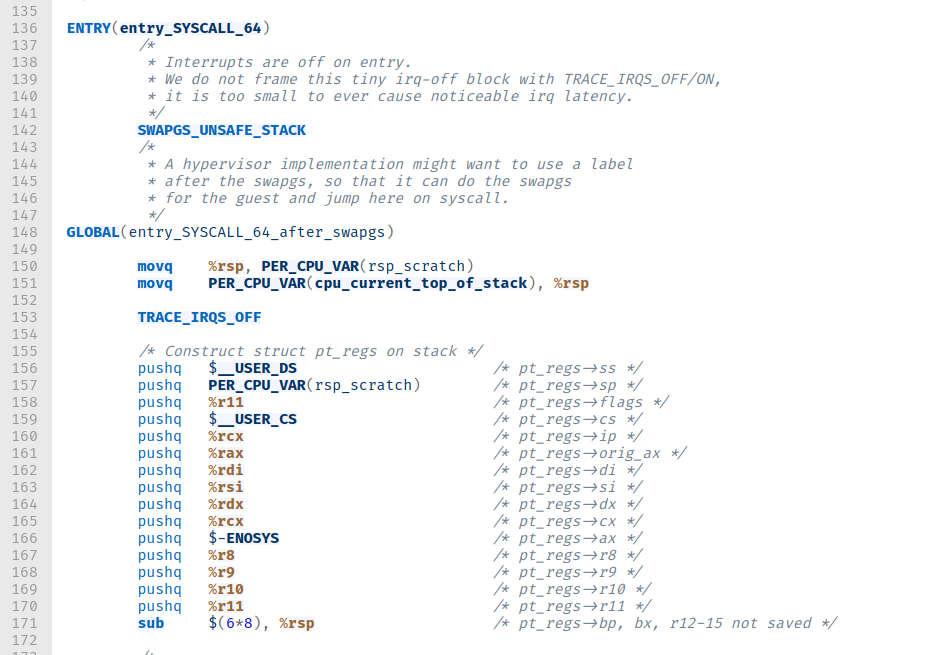 135
136 ENTRY(entry_SYSCALL_64)
137 /*
138 * Interrupts are off on entry.
139 * We do not frame this tiny irq-off block with TRACE_IRQS_OFF/ON,
140 * it is too small to ever cause noticeable irq latency.
141 */
142 SWAPGS_UNSAFE_STACK
143 /*
144 * A hypervisor implementation might want to use a label
145 * after the swapgs, so that it can do the swapgs
146 * for the guest and jump here on syscall.
147 */
148 GLOBAL(entry_SYSCALL_64_after_swapgs)
149
150 movq %rsp, PER_CPU_VAR(rsp_scratch)
151 movq PER_CPU_VAR(cpu_current_top_of_stack), %rsp
152
153 TRACE_IRQS_OFF
154
155 /* Construct struct pt_regs on stack */
156 pushq $__USER_DS /* pt_regs→ss */
157 pushq PER_CPU_VAR(rsp_scratch) /* pt_regs→sp */
158 pushq %r11 /* pt_regs→flags */
159 pushq $__USER_CS /* pt_regs→cs */
160 pushq %rcx /* pt_regs→ip */
161 pushq %rax /* pt_regs→orig_ax */
162 pushq %rdi /* pt_regs→di */
163 pushq %rsi /* pt_regs→si */
164 pushq %rdx /* pt_regs→dx */
165 pushq %rcx /* pt_regs→cx */
166 pushq $-ENOSYS /* pt_regs→ax */
167 pushq %r8 /* pt_regs→r8 */
168 pushq %r9 /* pt_regs→r9 */
169 pushq %r10 /* pt_regs→r10 */
170 pushq %r11 /* pt_regs→r11 */
171 sub $(6*8), %rsp /* pt_regs→bp, bx, r12-15 not saved */
172